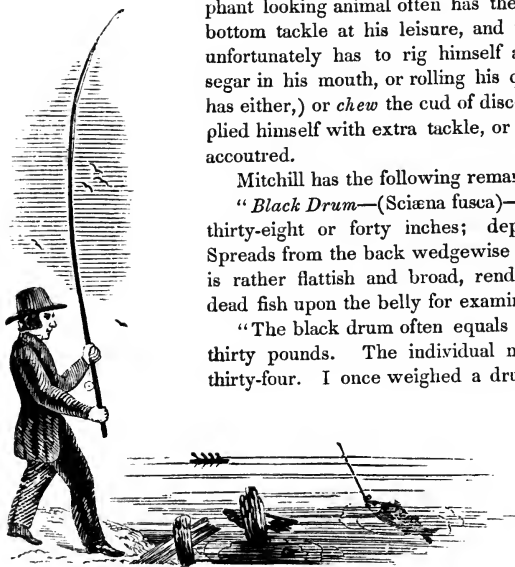 phant looking animal often has the
bottom tackle at his leisure, and
unfortunately has to rig himself a
segar in his mouth, or rolling his q
has either,) or chew the cud of disc
plied himself with extra tackle, or
accoutred.
Mitchill has the following remar
"Black Drum—(Sciæna fusca)—
thirty-eight or forty inches; dep
Spreads from the back wedgewise
is rather flattish and broad, rend
dead fish upon the belly for examin
"The black drum often equals
thirty pounds. The individual n
thirty-four. I once weighed a dru